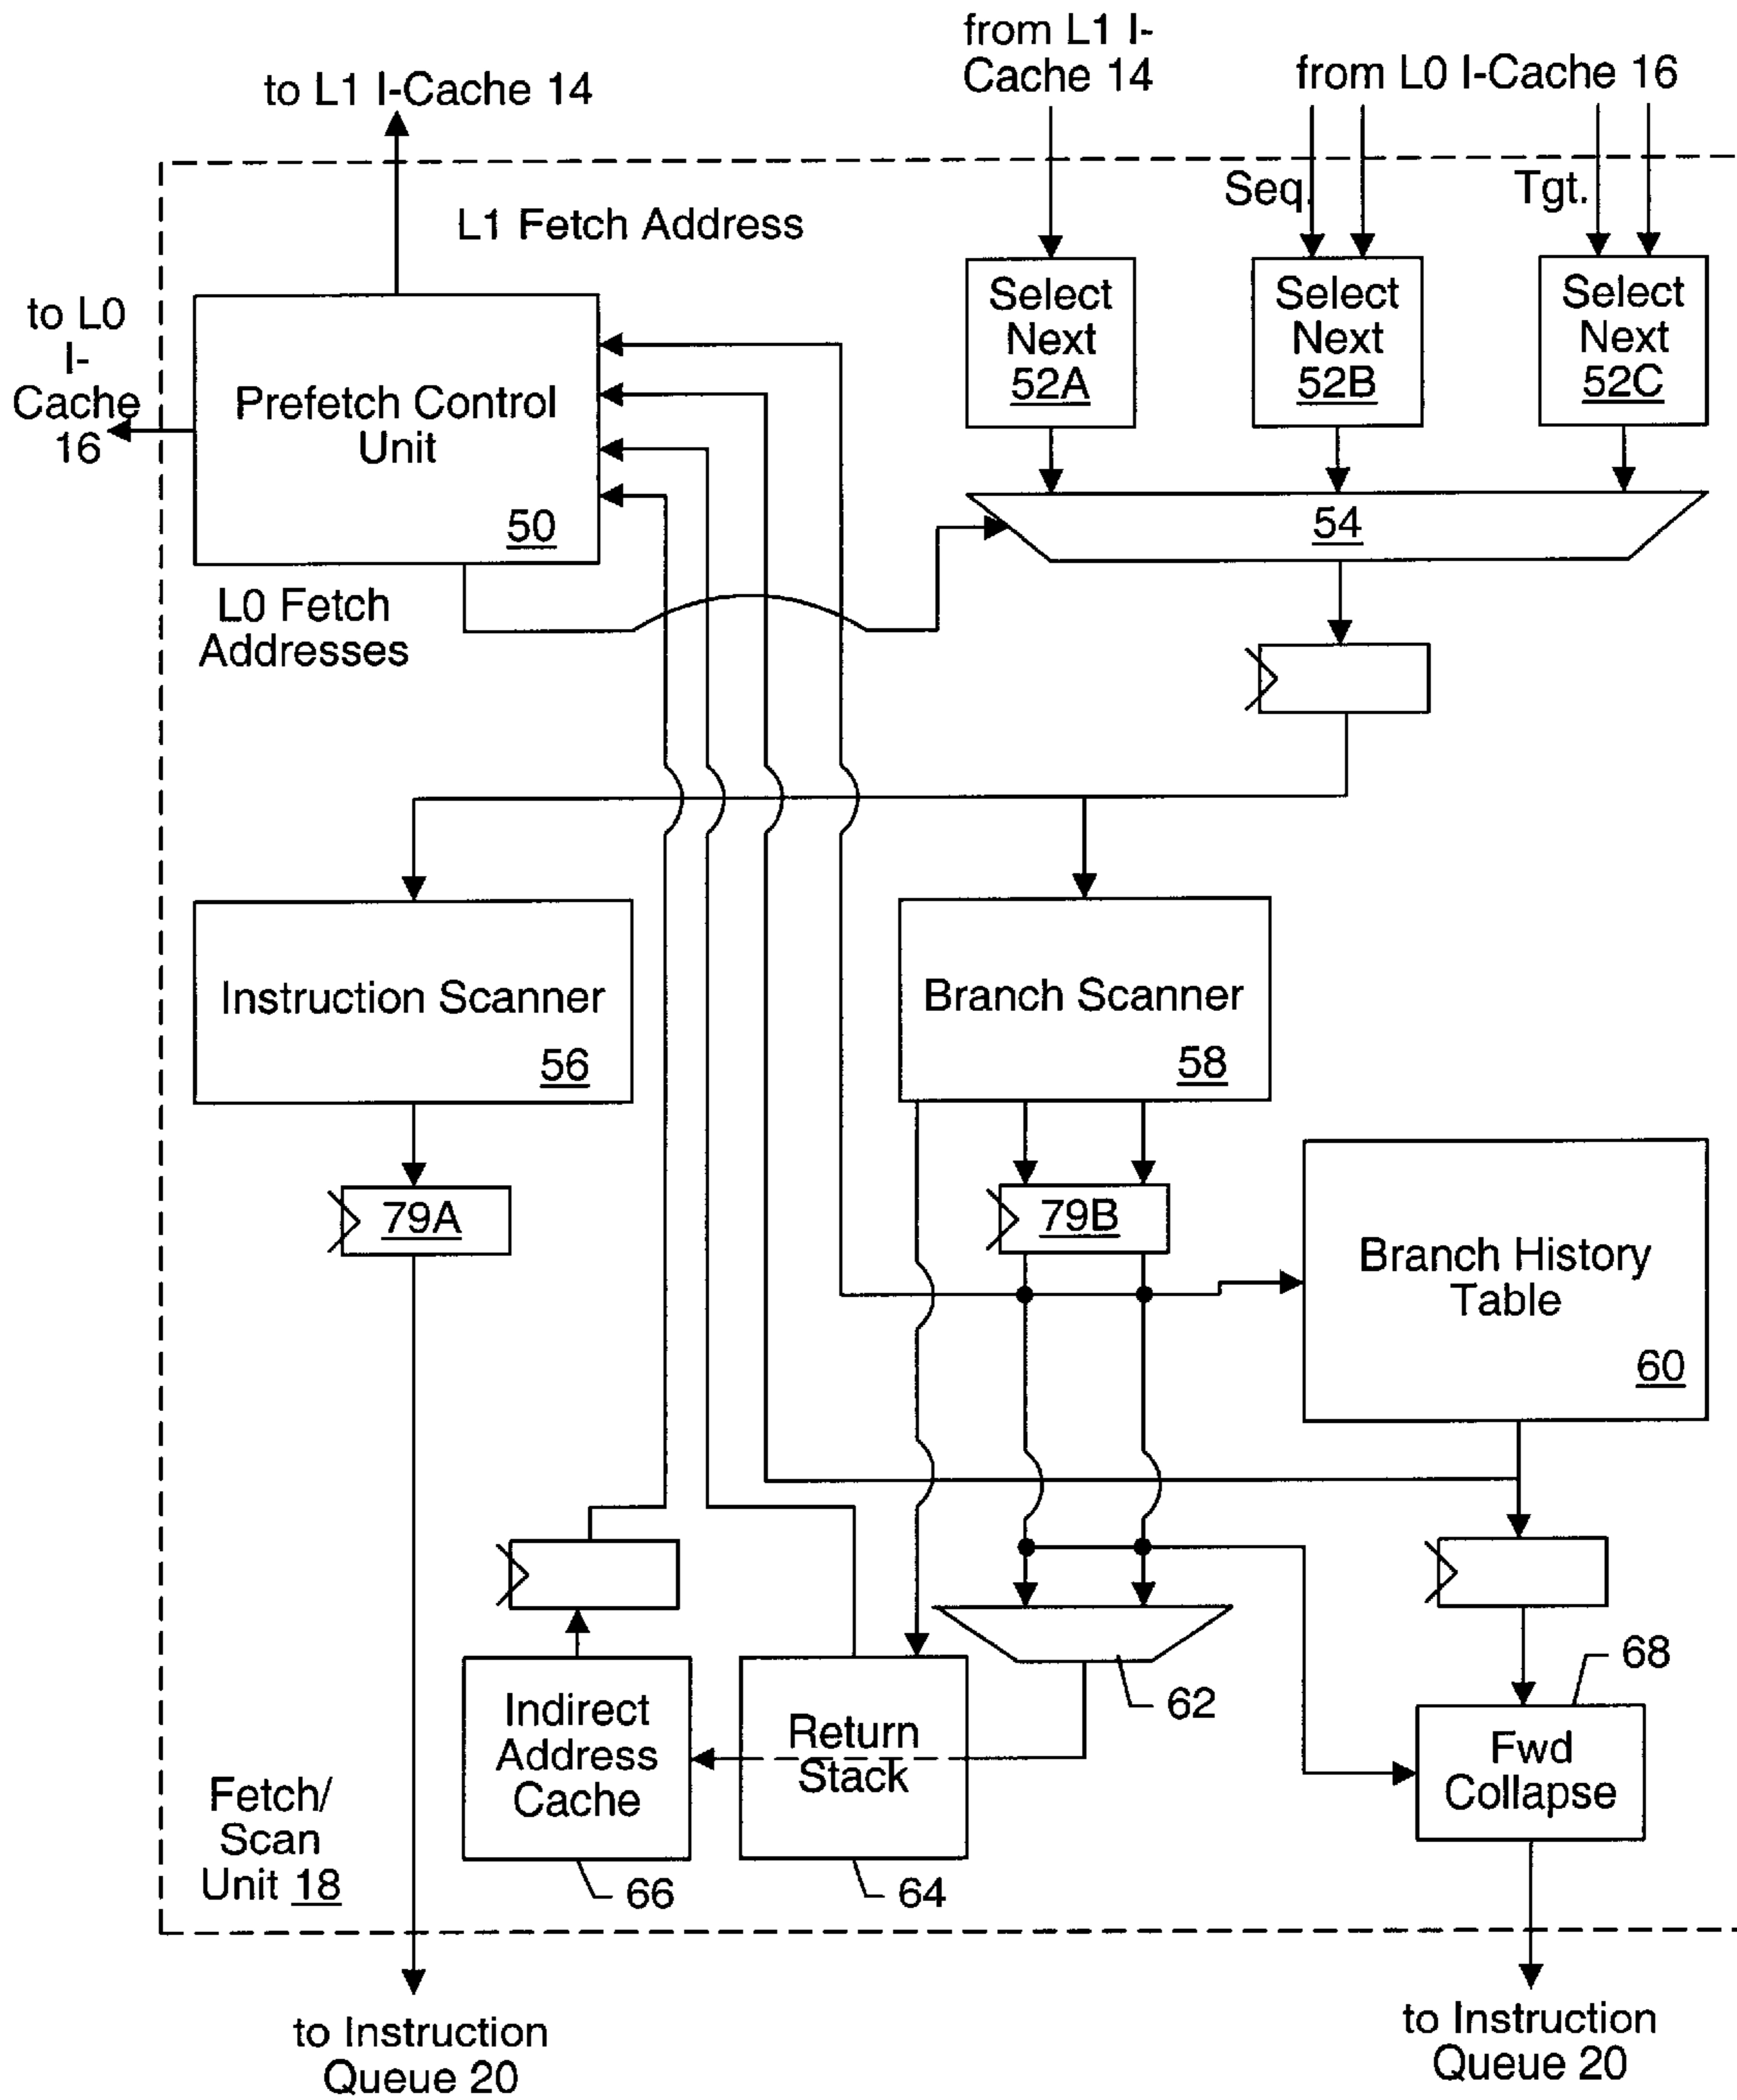 from L1 I-
Cache 14
from L0 I-Cache 16
to L1 I-Cache 14
Seq.
Tgt.
L1 Fetch Address
Select
Next
52A
Select
Next
52B
Select
Next
52C
to L0
I-
Cache
16
Prefetch Control
Unit
50
54
L0 Fetch
Addresses
Instruction Scanner
56
Branch Scanner
58
79A
79B
Branch History
Table
60
62
68
Indirect
Address
Cache
Return
Stack
Fwd
Collapse
66
64
Fetch/
Scan
Unit 18
to Instruction
Queue 20
to Instruction
Queue 20